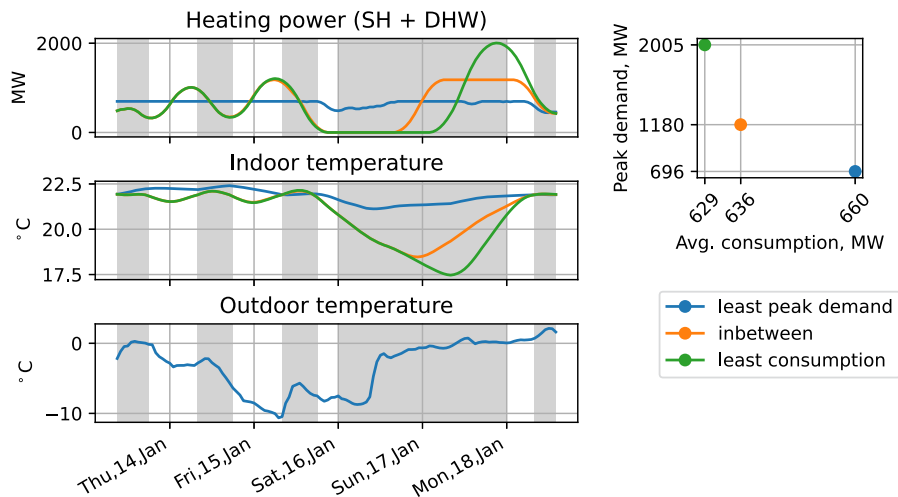 Heating power (SH + DHW)
MW
2000
0
Indoor temperature
°C
22.5
20.0
17.5
Outdoor temperature
°C
0
−10
Thu,14,Jan
Fri,15,Jan
Sat,16,Jan
Sun,17,Jan
Mon,18,Jan
Peak demand, MW
2005
1180
696
629
636
660
Avg. consumption, MW
least peak demand
inbetween
least consumption